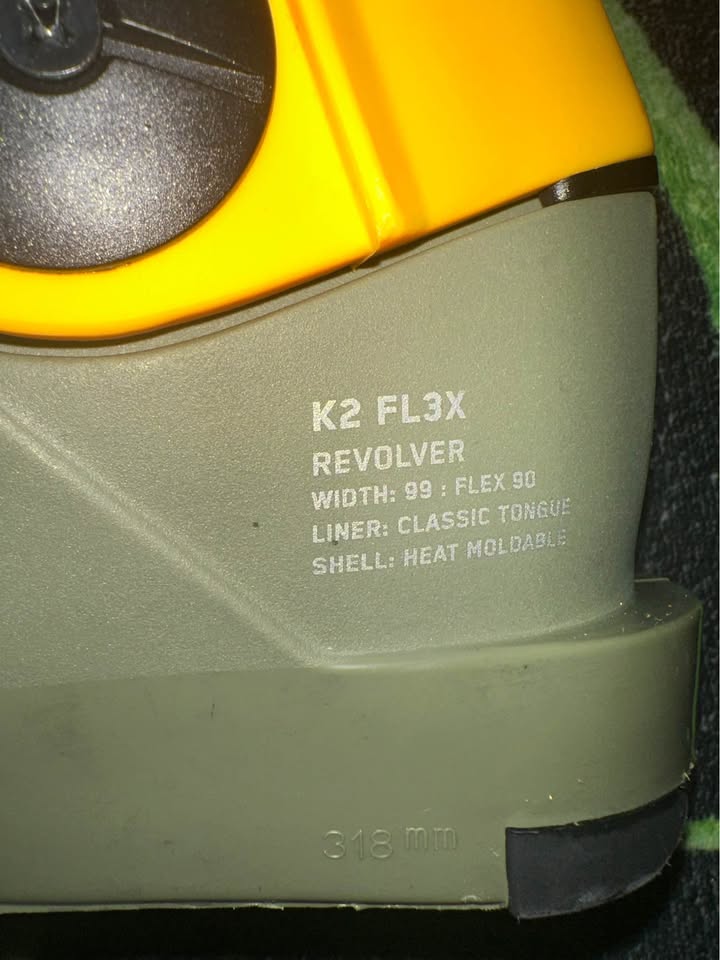 K2 FL3X
REVOLVER
WIDTH: 99 : FLEX 90
LINER: CLASSIC TONGUE
SHELL: HEAT MOLDABLE
318 mm